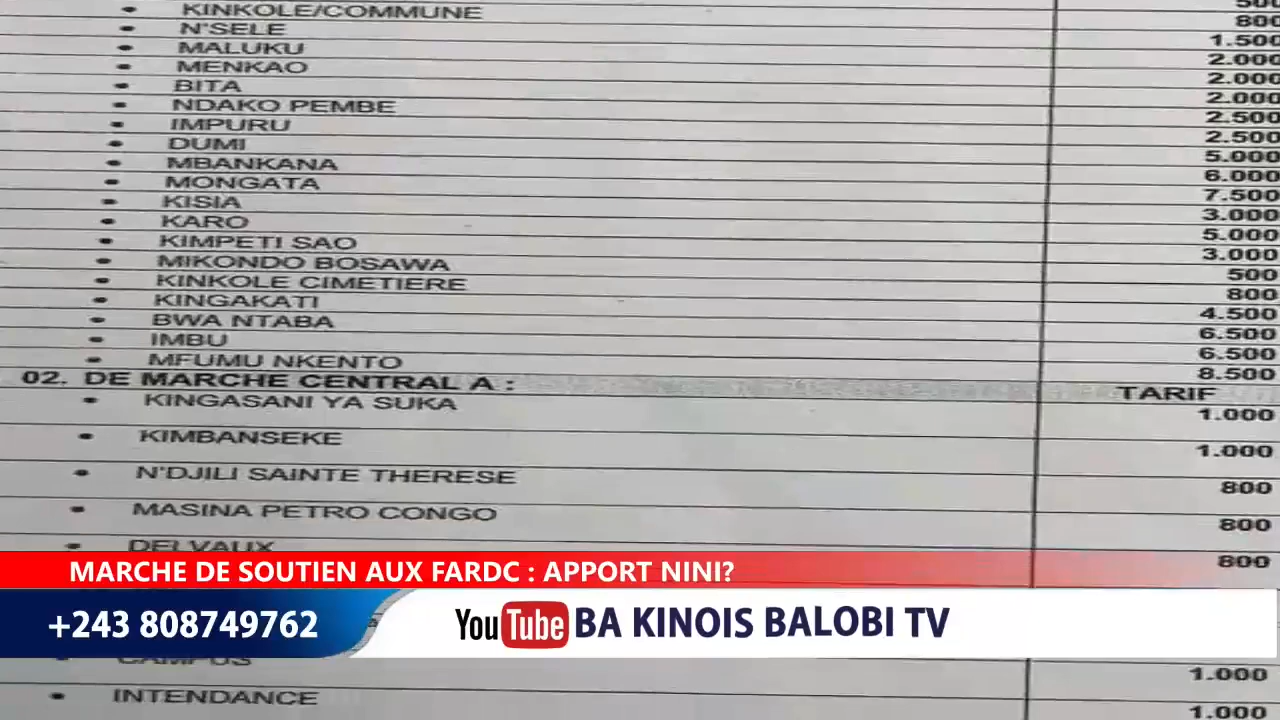 500
• KINKOLE/COMMUNE 800
• N'SELE 1.500
• MALUKU 2.000
• MENKAO 2.000
• BITA 2.000
• NDAKO PEMBE 2.500
• IMPURU 2.500
• DUMI 5.000
• MBANKANA 6.000
• MONGATA 7.500
• KISIA 3.000
• KARO 5.000
• KIMPETI SAO 3.000
• MIKONDO BOSAWA 500
• KINKOLE CIMETIERE 800
• KINGAKATI 4.500
• BWA NTABA 6.500
• IMBU 6.500
• MFUMU NKENTO 8.500
02. DE MARCHE CENTRAL A : TARIF
• KINGASANI YA SUKA 1.000
• KIMBANSEKE 1.000
• N'DJILI SAINTE THERESE 800
• MASINA PETRO CONGO 800
• DELVAUX 800
MARCHE DE SOUTIEN AUX FARDC : APPORT NINI?
+243 808749762
YouTube BA KINOIS BALOBI TV
• CAMPUS 1.000
• INTENDANCE 1.000